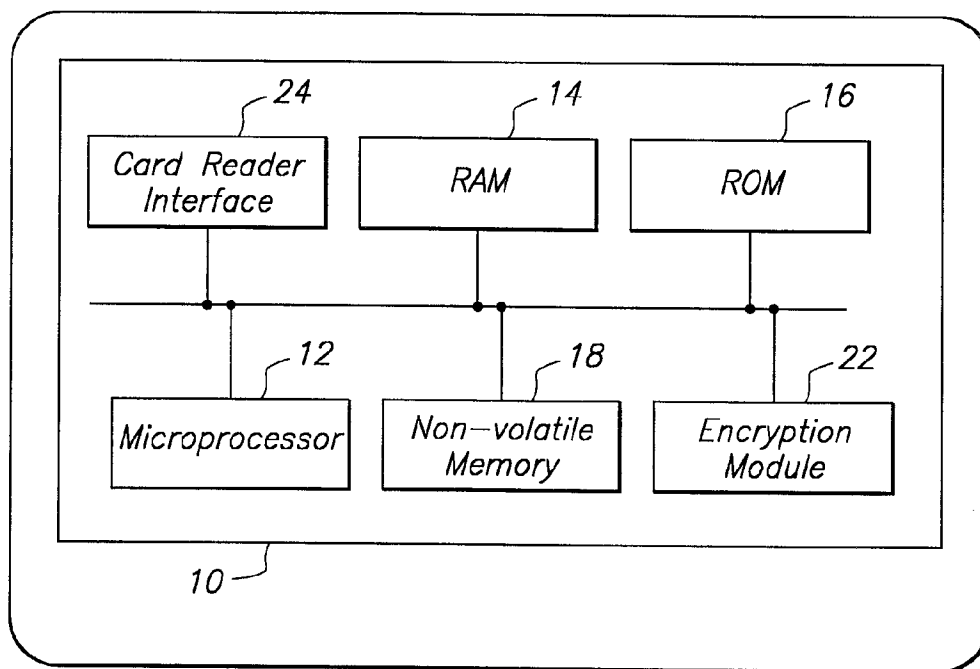 24
14
16
Card Reader
Interface
RAM
ROM
12
18
22
Microprocessor
Non-volatile
Memory
Encryption
Module
10